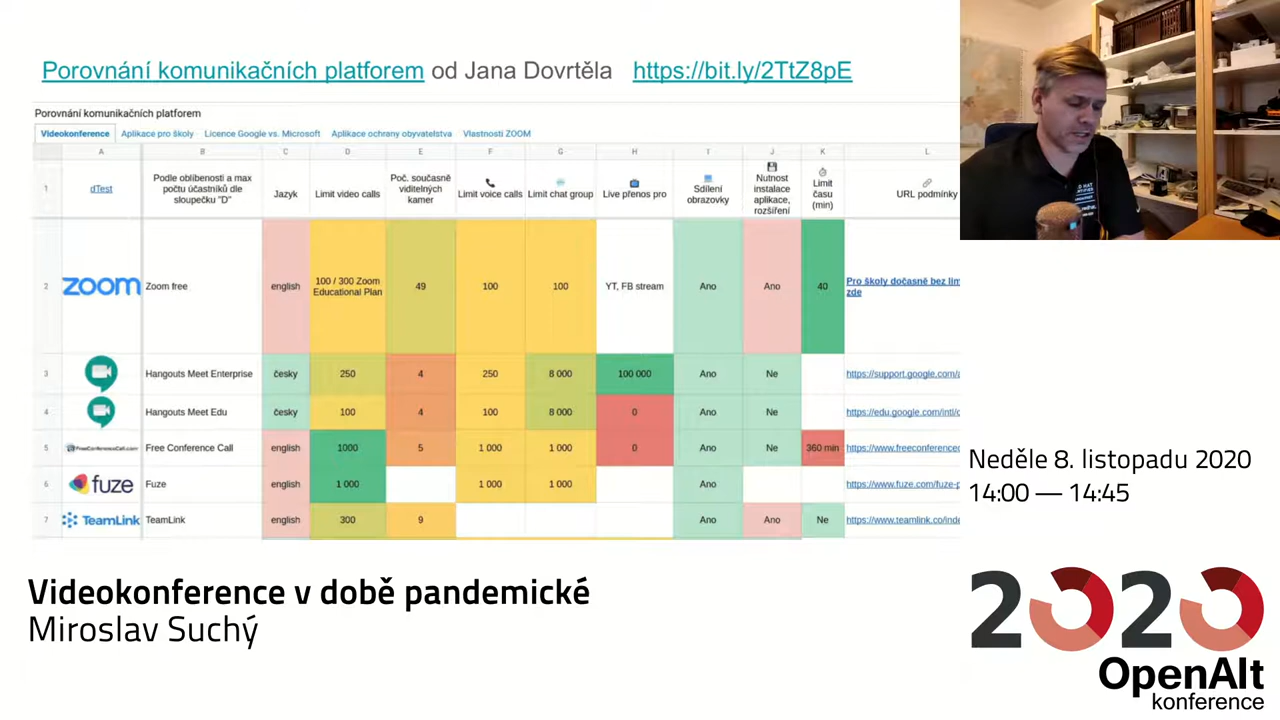 Porovnání komunikačních platforem od Jana Dovrtěla https://bit.ly/2TtZ8pE
Porovnání komunikačních platforem
Videokonference Aplikace pro školy Licence Google vs. Microsoft Aplikace ochrany obyvatelstva Vlastnosti ZOOM
A B C D E F G H I J K L
1 dTest Podle oblíbenosti a max počtu účastníků dle sloupečku "D" Jazyk Limit video calls Poč. současně viditelných kamer Limit voice calls Limit chat group Live přenos pro Sdílení obrazovky Nutnost instalace aplikace, rozšíření Limit času (min) URL podmínky
2 zoom Zoom free english 100 / 300 Zoom Educational Plan 49 100 100 YT, FB stream Ano Ano 40 Pro školy dočasně bez lim zde
3 Hangouts Meet Enterprise česky 250 4 250 8 000 100 000 Ano Ne https://support.google.com/
4 Hangouts Meet Edu česky 100 4 100 8 000 0 Ano Ne https://edu.google.com/intl/
5 FreeConferenceCall.com Free Conference Call english 1000 5 1 000 1 000 0 Ano Ne 360 min https://www.freeconference
6 fuze Fuze english 1 000 1 000 1 000 Ano https://www.fuze.com/fuze-p
7 TeamLink TeamLink english 300 9 Ano Ano Ne https://www.teamlink.co/inde
Neděle 8. listopadu 2020
14:00 — 14:45
Videokonference v době pandemické
Miroslav Suchý
2020
OpenAlt
konference